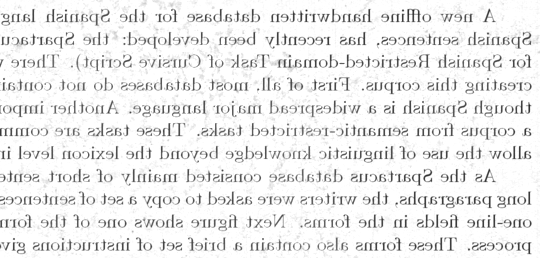 A new offline handwritten database for the Spanish lang
Spanish sentences, has recently been developed: the Spartacu
for Spanish Restricted-domain Task of Cursive Script). There
creating this corpus. First of all, most databases do not contai
though Spanish is a widespread major language. Another impor
a corpus from semantic-restricted tasks. These tasks are comm
allow the use of linguistic knowledge beyond the lexicon level in
As the Spartacus database consisted mainly of short sente
long paragraphs, the writers were asked to copy a set of sentences
one-line fields in the forms. Next figure shows one of the form
process. These forms also contain a brief set of instructions give